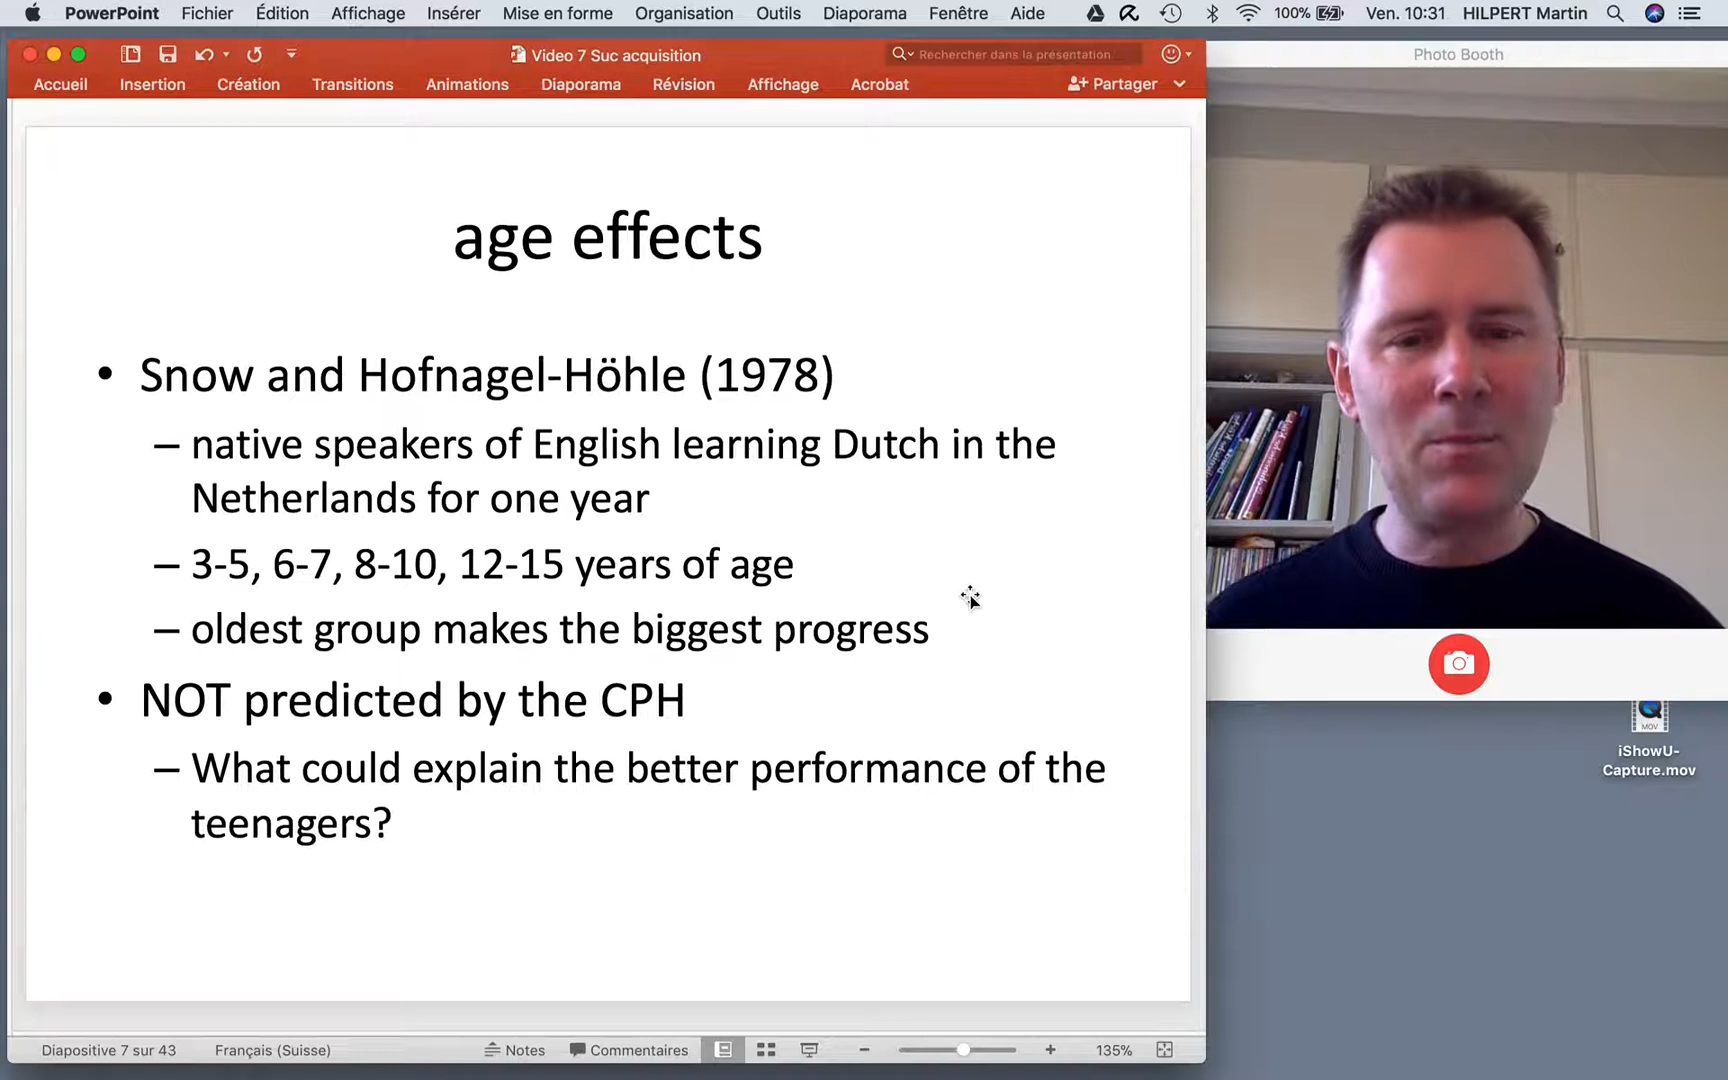 PowerPoint Fichier Édition Affichage Insérer Mise en forme Organisation Outils Diaporama Fenêtre Aide 100% Ven. 10:31 HILPERT Martin
Video 7 Suc acquisition
Rechercher dans la présentation
Accueil Insertion Création Transitions Animations Diaporama Révision Affichage Acrobat Partager
Photo Booth
age effects
• Snow and Hofnagel-Höhle (1978)
– native speakers of English learning Dutch in the
Netherlands for one year
– 3-5, 6-7, 8-10, 12-15 years of age
– oldest group makes the biggest progress
• NOT predicted by the CPH
– What could explain the better performance of the
teenagers?
MOV
iShowU-
Capture.mov
Diapositive 7 sur 43 Français (Suisse) Notes Commentaires 135%